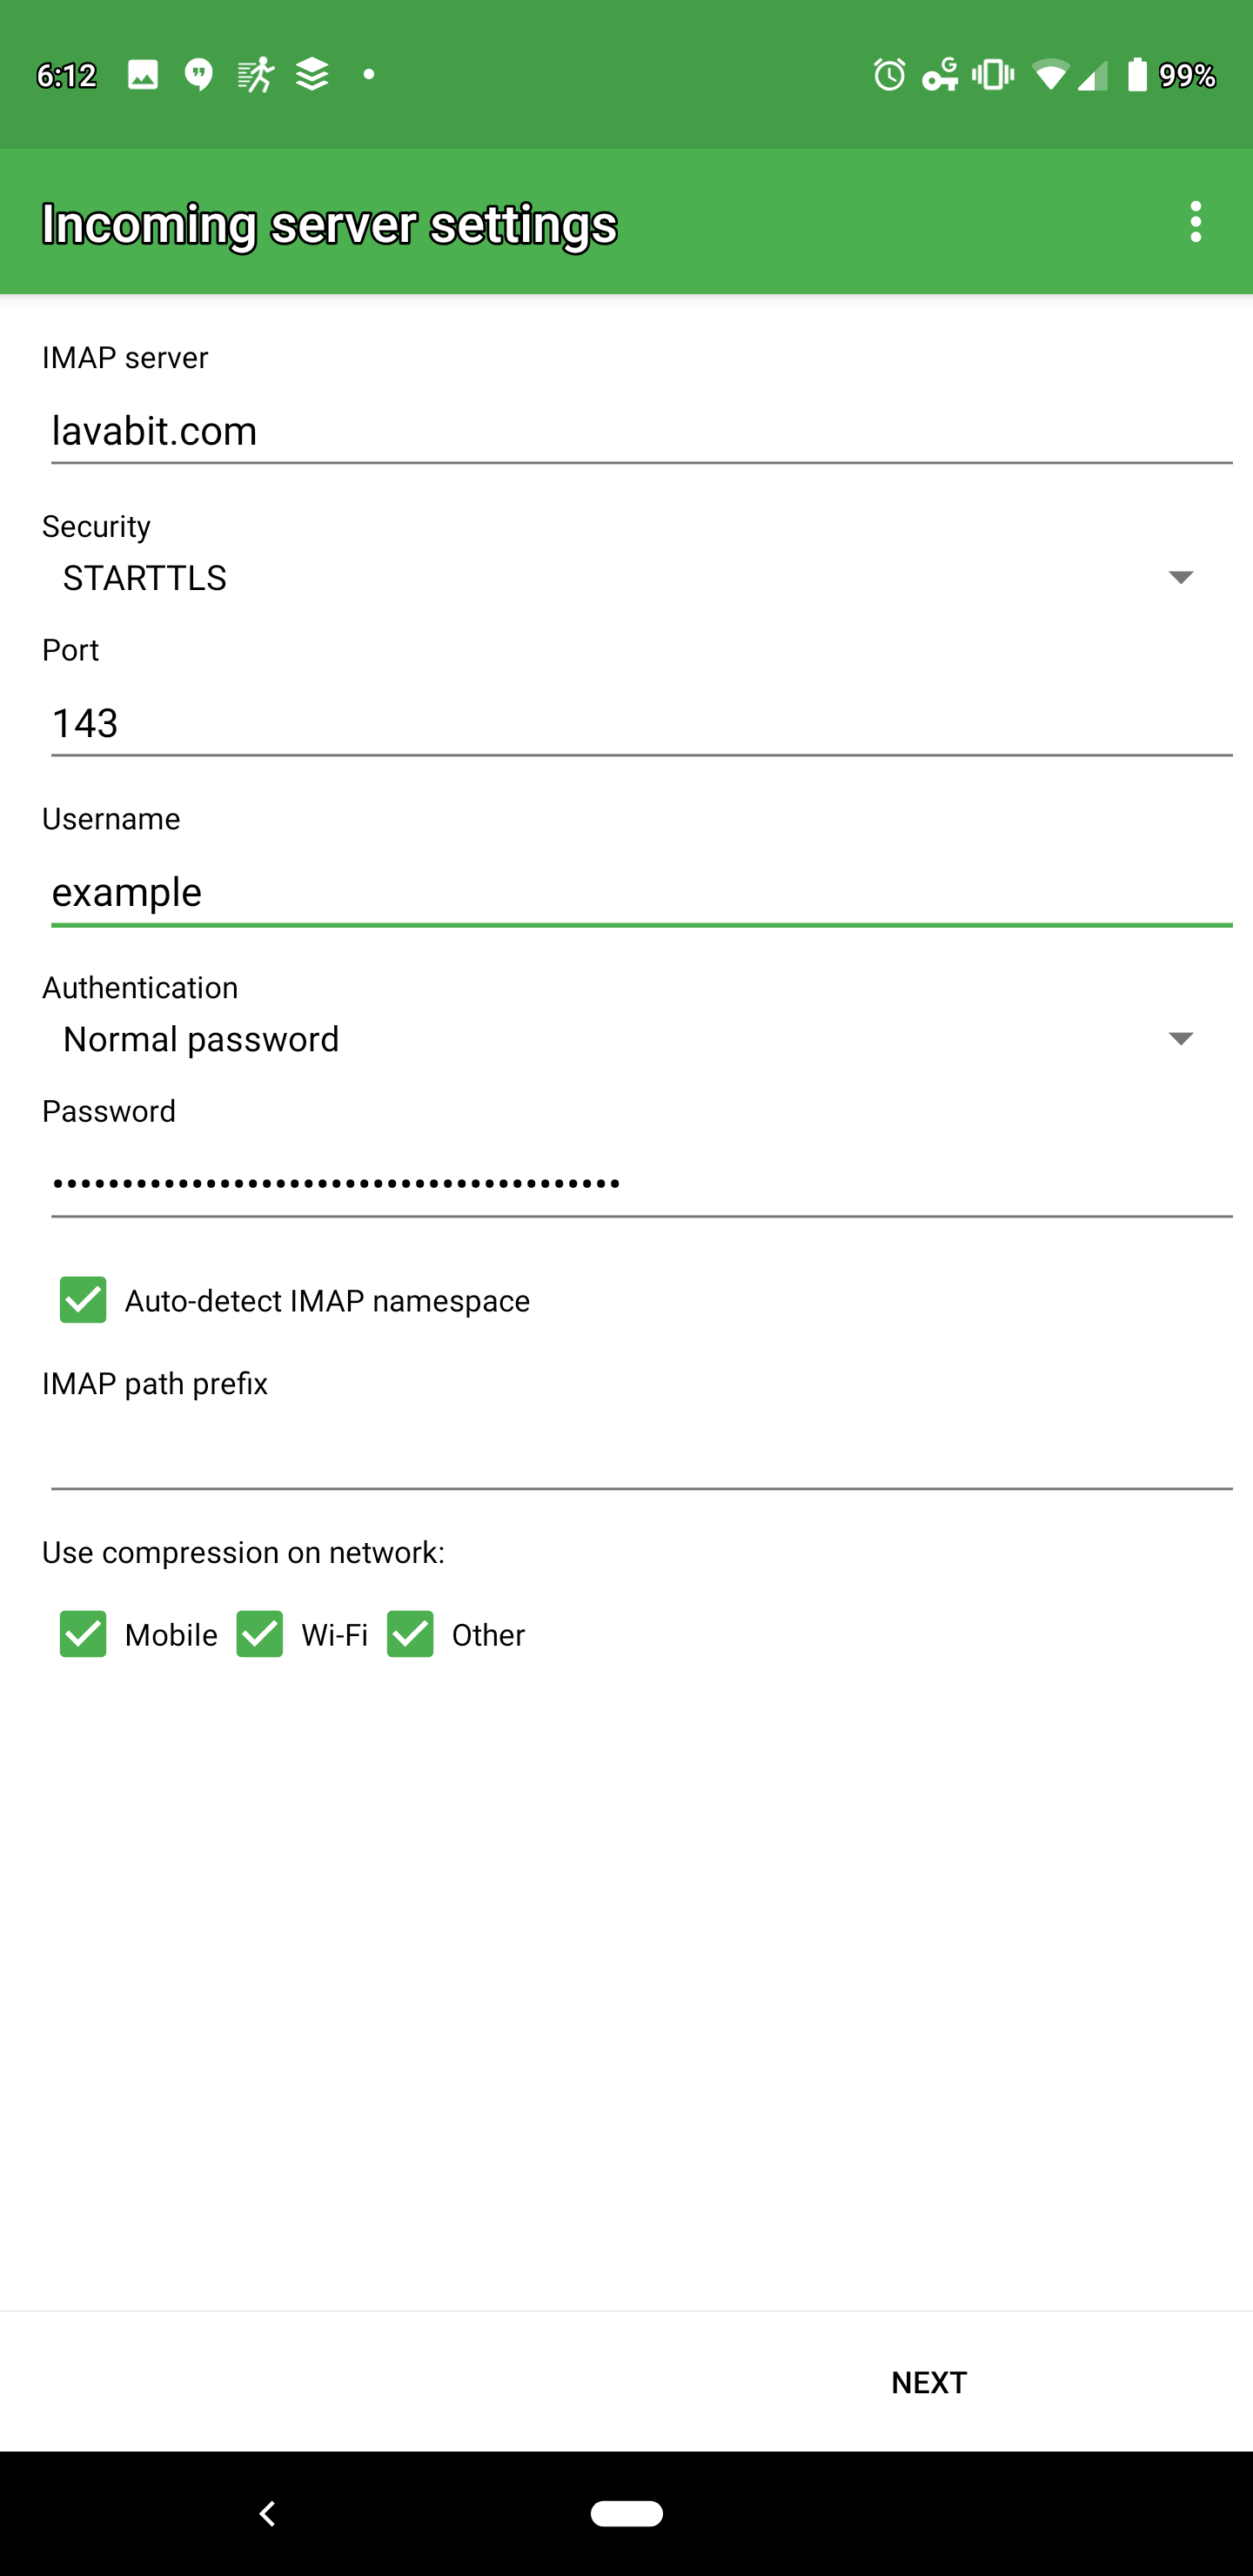 6:12 G 99%
Incoming server settings
IMAP server
lavabit.com
Security
STARTTLS
Port
143
Username
example
Authentication
Normal password
Password
•••••••••••••••••••••••••••••••••••••••••
Auto-detect IMAP namespace
IMAP path prefix
Use compression on network:
Mobile Wi-Fi Other
NEXT